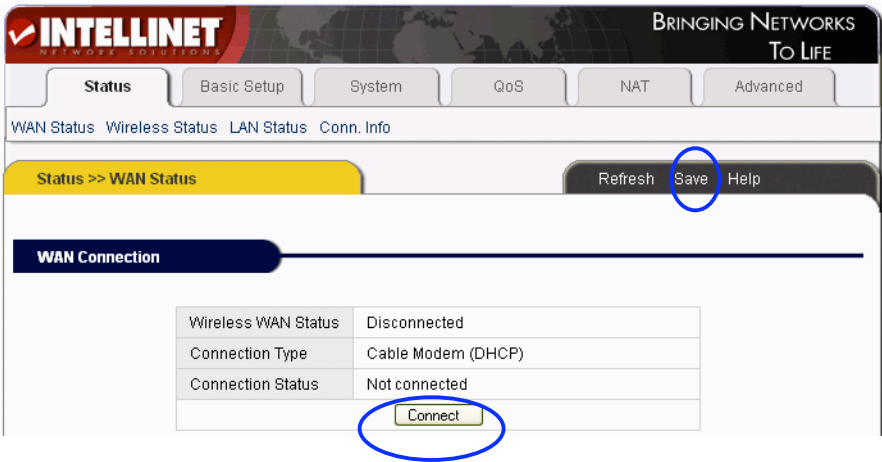 INTELLINET
NETWORK SOLUTIONS
BRINGING NETWORKS
TO LIFE
Status Basic Setup System QoS NAT Advanced
WAN Status Wireless Status LAN Status Conn. Info
Status >> WAN Status Refresh Save Help
WAN Connection
Wireless WAN Status Disconnected
Connection Type Cable Modem (DHCP)
Connection Status Not connected
Connect